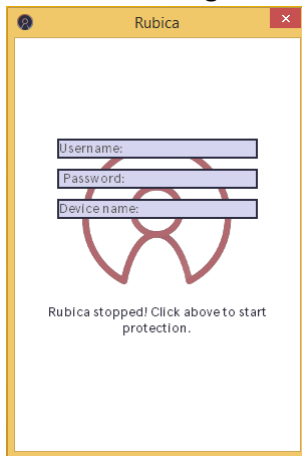 Rubica
Username:
Password:
Device name:
Rubica stopped! Click above to start
protection.